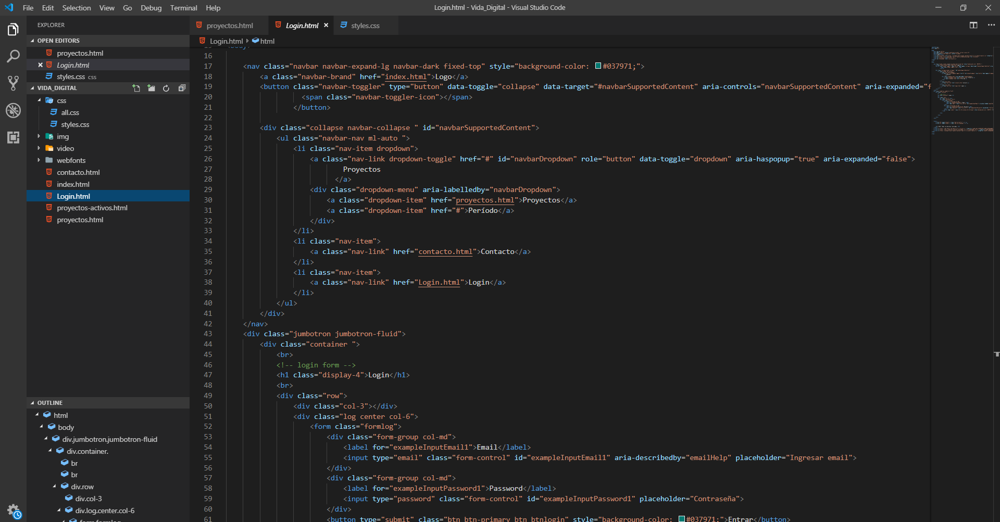 File Edit Selection View Go Debug Terminal Help
Login.html - Vida_Digital - Visual Studio Code
EXPLORER
OPEN EDITORS
proyectos.html
Login.html
styles.css css
VIDA_DIGITAL
css
all.css
styles.css
img
video
webfonts
contacto.html
index.html
Login.html
proyectos-activos.html
proyectos.html
OUTLINE
html
body
div.jumbotron.jumbotron-fluid
div.container.
br
br
div.row
div.col-3
div.log.center.col-6
form.formlog
proyectos.html Login.html styles.css
Login.html html
15 <body>
16
17 <nav class="navbar navbar-expand-lg navbar-dark fixed-top" style="background-color: #037971;">
18 <a class="navbar-brand" href="index.html">Logo</a>
19 <button class="navbar-toggler" type="button" data-toggle="collapse" data-target="#navbarSupportedContent" aria-controls="navbarSupportedContent" aria-expanded="f
20 <span class="navbar-toggler-icon"></span>
21 </button>
22
23 <div class="collapse navbar-collapse " id="navbarSupportedContent">
24 <ul class="navbar-nav ml-auto ">
25 <li class="nav-item dropdown">
26 <a class="nav-link dropdown-toggle" href="#" id="navbarDropdown" role="button" data-toggle="dropdown" aria-haspopup="true" aria-expanded="false">
27 Proyectos
28 </a>
29 <div class="dropdown-menu" aria-labelledby="navbarDropdown">
30 <a class="dropdown-item" href="proyectos.html">Proyectos</a>
31 <a class="dropdown-item" href="#">Período</a>
32 </div>
33 </li>
34 <li class="nav-item">
35 <a class="nav-link" href="contacto.html">Contacto</a>
36 </li>
37 <li class="nav-item">
38 <a class="nav-link" href="Login.html">Login</a>
39 </li>
40 </ul>
41 </div>
42 </nav>
43 <div class="jumbotron jumbotron-fluid">
44 <div class="container ">
45 <br>
46 <!-- login form -->
47 <h1 class="display-4">Login</h1>
48 <br>
49 <div class="row">
50 <div class="col-3"></div>
51 <div class="log center col-6">
52 <form class="formlog">
53 <div class="form-group col-md">
54 <label for="exampleInputEmail1">Email</label>
55 <input type="email" class="form-control" id="exampleInputEmail1" aria-describedby="emailHelp" placeholder="Ingresar email">
56 </div>
57 <div class="form-group col-md">
58 <label for="exampleInputPassword1">Password</label>
59 <input type="password" class="form-control" id="exampleInputPassword1" placeholder="Contraseña">
60 </div>
61 <button type="submit" class="btn btn-primary btn btnlogin" style="background-color: #037971;">Entrar</button>